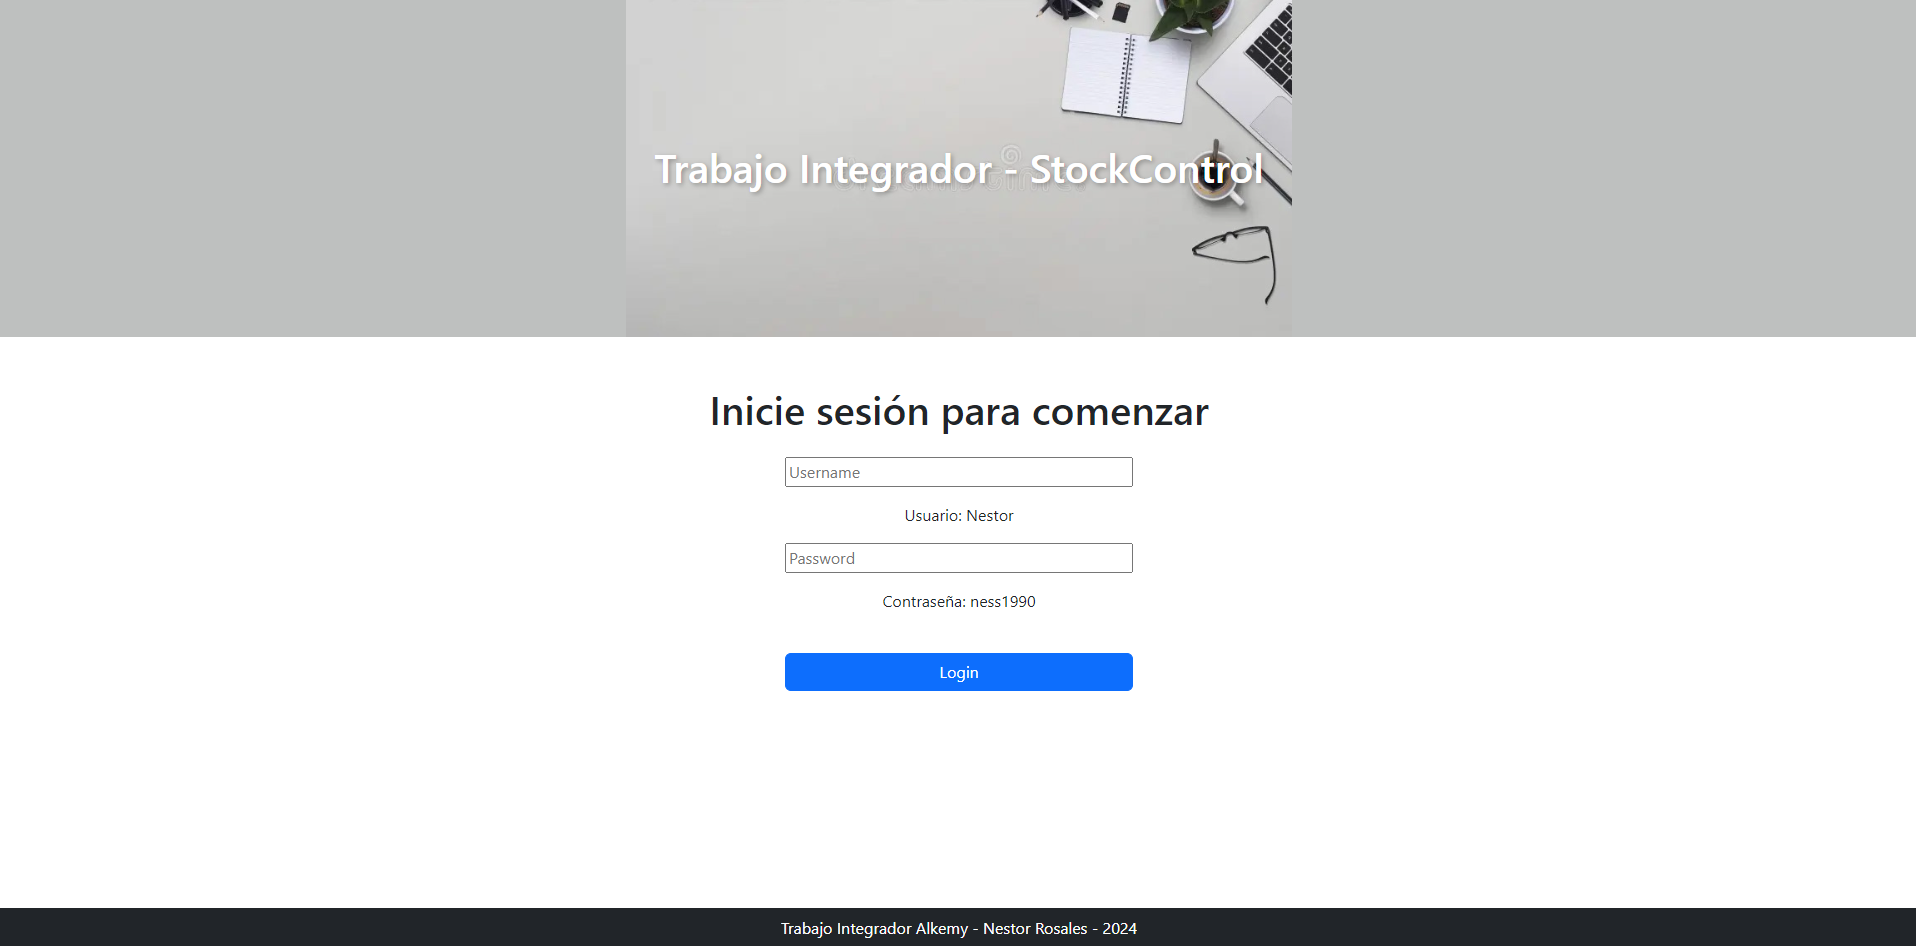 Trabajo Integrador - StockControl
Inicie sesión para comenzar
Username
Usuario: Nestor
Password
Contraseña: ness1990
Login
Trabajo Integrador Alkemy - Nestor Rosales - 2024